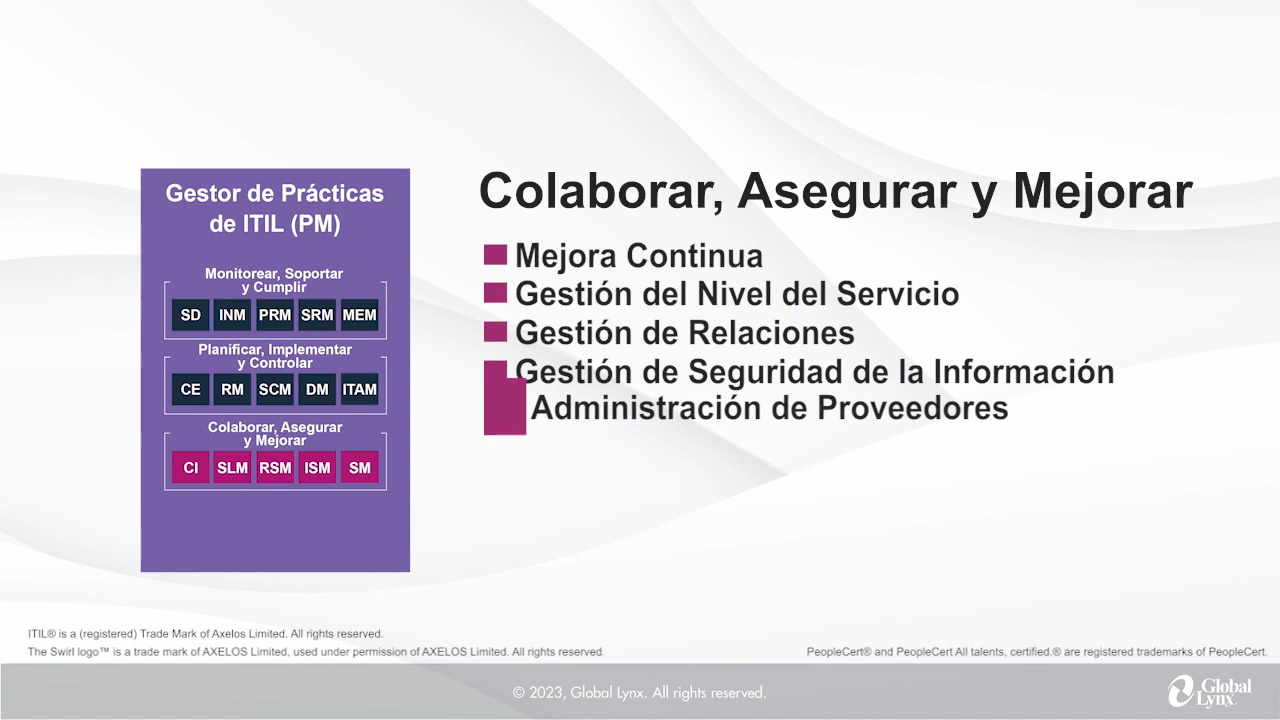 Gestor de Prácticas
de ITIL (PM)
Monitorear, Soportar
y Cumplir
SD INM PRM SRM MEM
Planificar, Implementar
y Controlar
CE RM SCM DM ITAM
Colaborar, Asegurar
y Mejorar
CI SLM RSM ISM SM
Colaborar, Asegurar y Mejorar
Mejora Continua
Gestión del Nivel del Servicio
Gestión de Relaciones
Gestión de Seguridad de la Información
Administración de Proveedores
ITIL® is a (registered) Trade Mark of Axelos Limited. All rights reserved.
The Swirl logo™ is a trade mark of AXELOS Limited, used under permission of AXELOS Limited. All rights reserved.
PeopleCert® and PeopleCert All talents, certified.® are registered trademarks of PeopleCert.
© 2023, Global Lynx. All rights reserved.
Global
Lynx